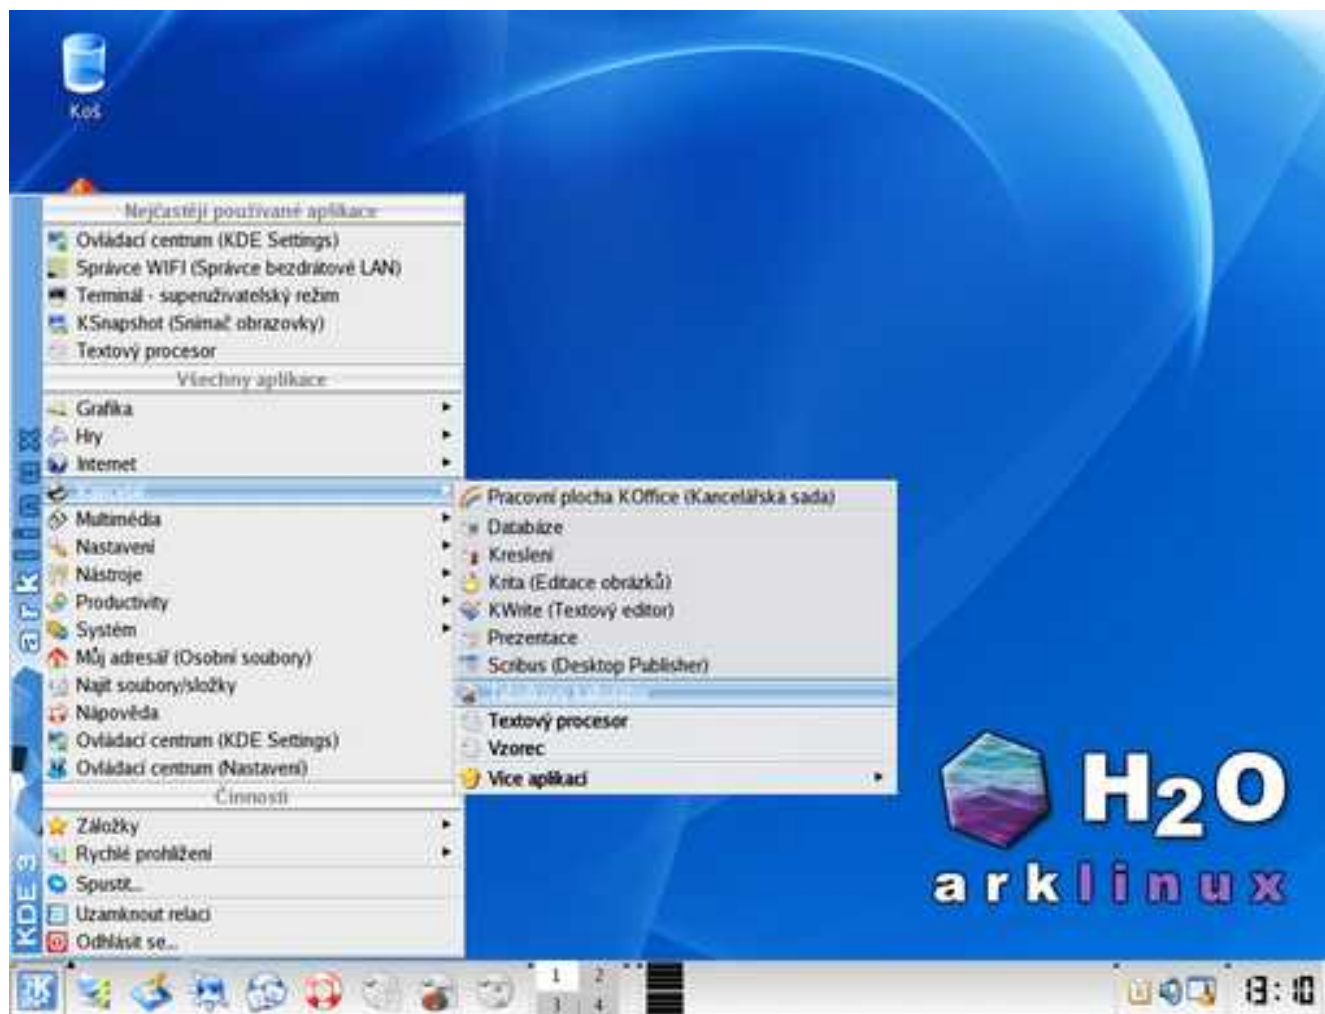 Koš
Nejčastěji používané aplikace
Ovládací centrum (KDE Settings)
Správce WIFI (Správce bezdrátové LAN)
Terminál - superuživatelský režim
KSnapshot (Snímač obrazovky)
Textový procesor
Všechny aplikace
Grafika
Hry
Internet
Multimédia
Nastavení
Nástroje
Productivity
Systém
Můj adresář (Osobní soubory)
Najít soubory/složky
Nápověda
Ovládací centrum (KDE Settings)
Ovládací centrum (Nastavení)
Činnosti
Záložky
Rychlé prohlížení
Spustit...
Uzamknout relaci
Odhlásit se...
KDE 3 arklinux
Pracovní plocha KOffice (Kancelářská sada)
Databáze
Kreslení
Krita (Editace obrázků)
KWrite (Textový editor)
Prezentace
Scribus (Desktop Publisher)
Textový procesor
Vzorec
Více aplikací
H2O
arklinux
1 2
3 4
13:10